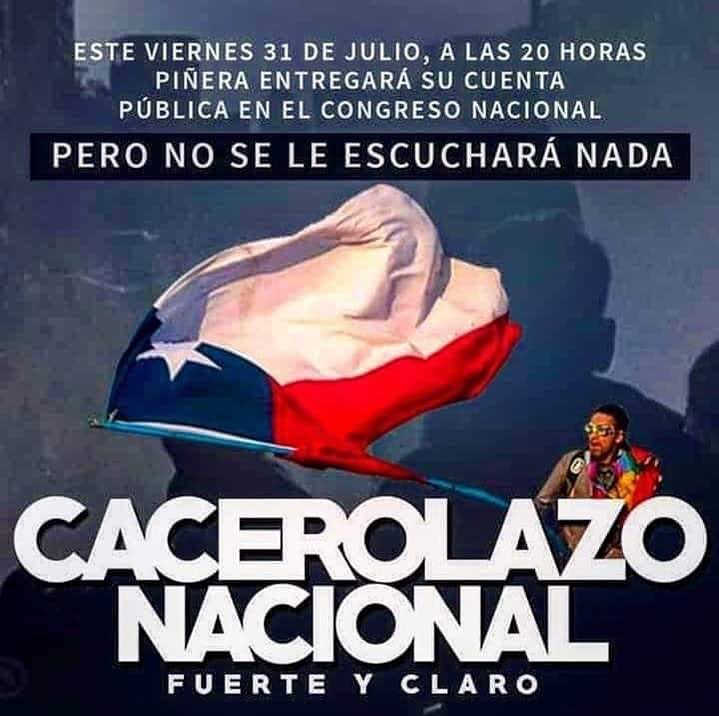 ESTE VIERNES 31 DE JULIO, A LAS 20 HORAS
PIÑERA ENTREGARÁ SU CUENTA
PÚBLICA EN EL CONGRESO NACIONAL
PERO NO SE LE ESCUCHARÁ NADA
CACEROLAZO
NACIONAL
FUERTE Y CLARO